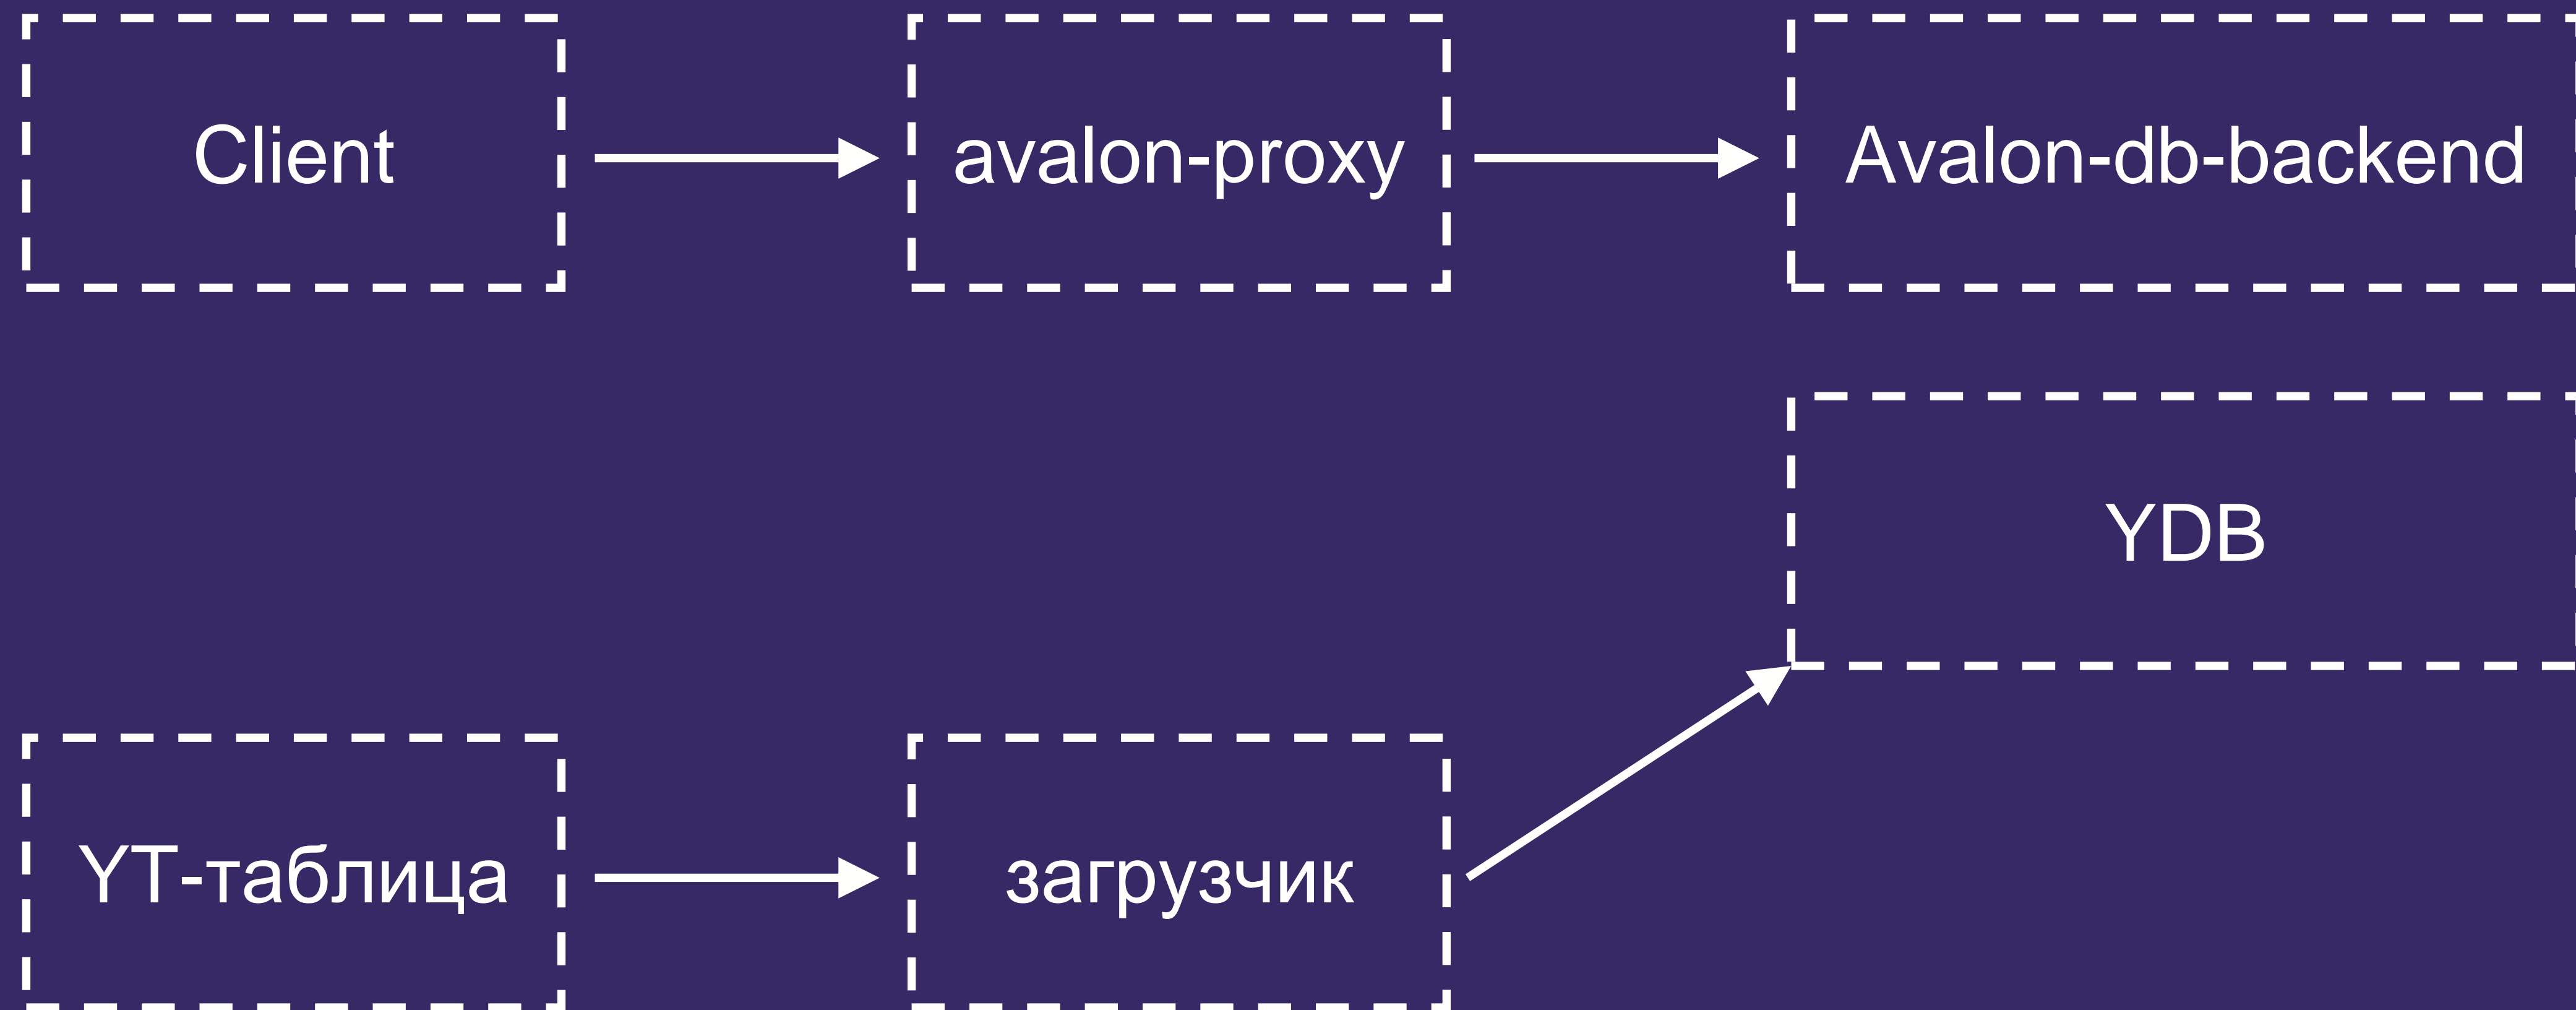 Client
avalon-proxy
Avalon-db-backend
YDB
YT-таблица
загрузчик